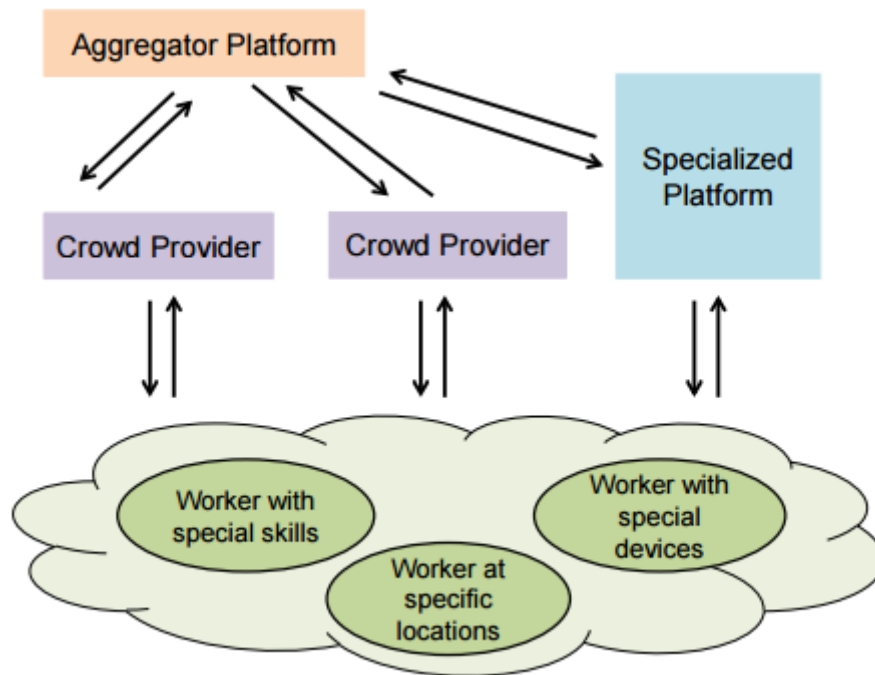 Aggregator Platform
Specialized
Platform
Crowd Provider
Crowd Provider
Worker with
special skills
Worker at
specific
locations
Worker with
special
devices